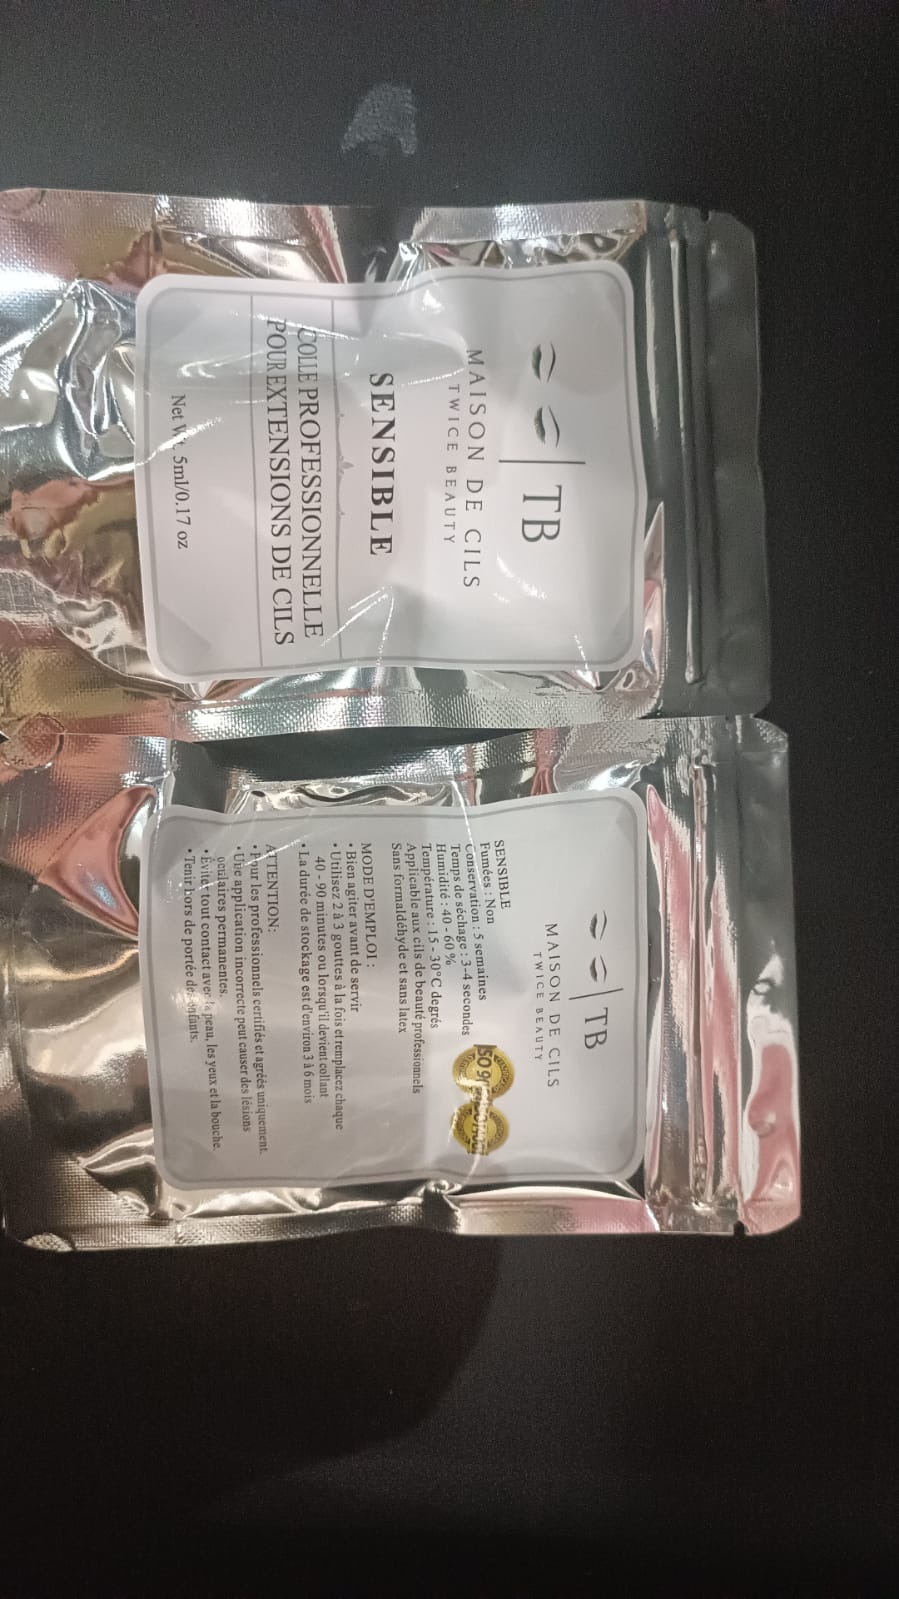 TB
MAISON DE CILS
TWICE BEAUTY
SENSIBLE
COLLE PROFESSIONNELLE
POUR EXTENSIONS DE CILS
Net Wt. 5ml/0.17 oz
TB
MAISON DE CILS
TWICE BEAUTY
SENSIBLE
Fumées : Non
Conservation : 5 semaines
Temps de séchage : 3-4 secondes
Humidité : 40 - 60 %
Température : 15 - 30°C degrés
Applicable aux cils de beauté professionnels
Sans formaldéhyde et sans latex
ISO
MODE D'EMPLOI :
• Bien agiter avant de servir
• Utilisez 2 à 3 gouttes à la fois et remplacez chaque
40 - 90 minutes ou lorsqu'il devient collant
• La durée de stockage est d'environ 3 à 6 mois
ATTENTION:
• Pour les professionnels certifiés et agréés uniquement.
• Une application incorrecte peut causer des lésions
oculaires permanentes.
• Éviter tout contact avec la peau, les yeux et la bouche.
• Tenir hors de portée des enfants.